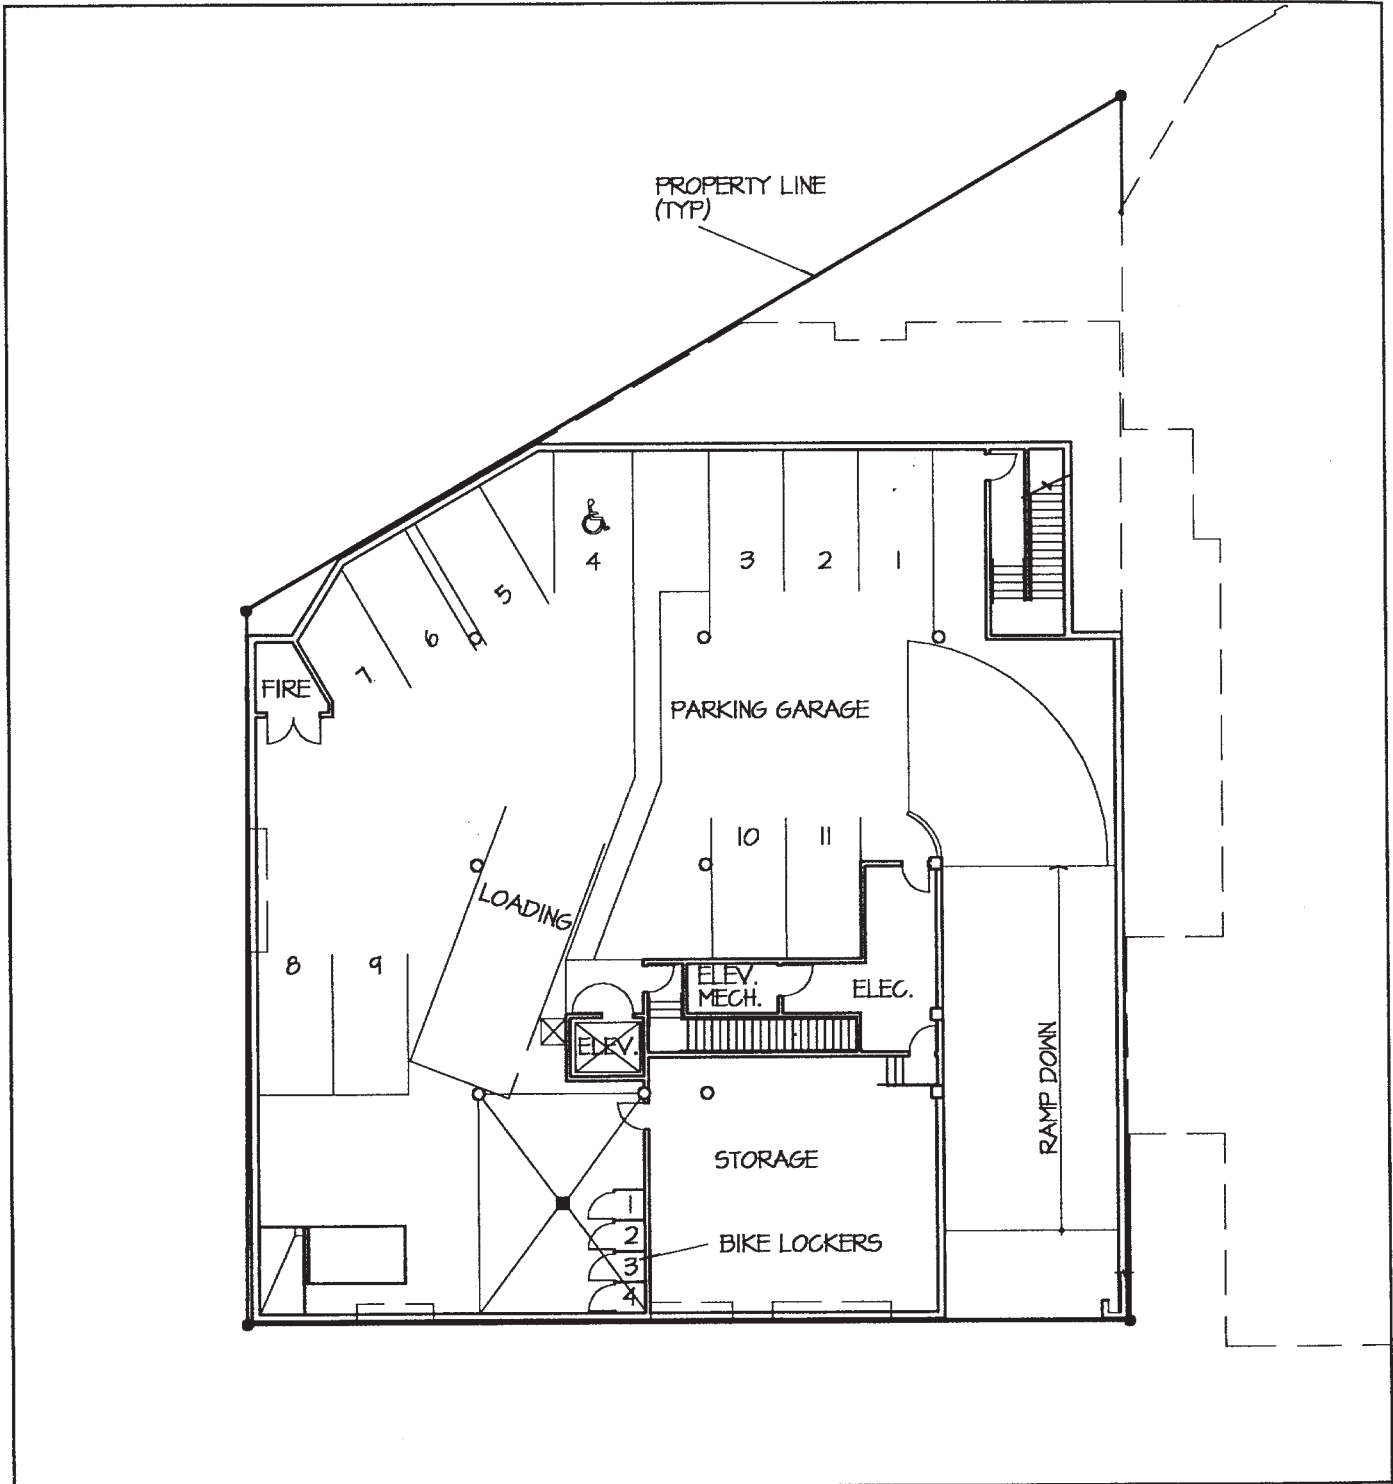 PROPERTY LINE
(TYP)
4
3
2
1
5
6
7
FIRE
PARKING GARAGE
10
11
LOADING
8
9
ELEV.
MECH.
ELEC.
ELEV.
RAMP DOWN
STORAGE
1
2
BIKE LOCKERS
3
4